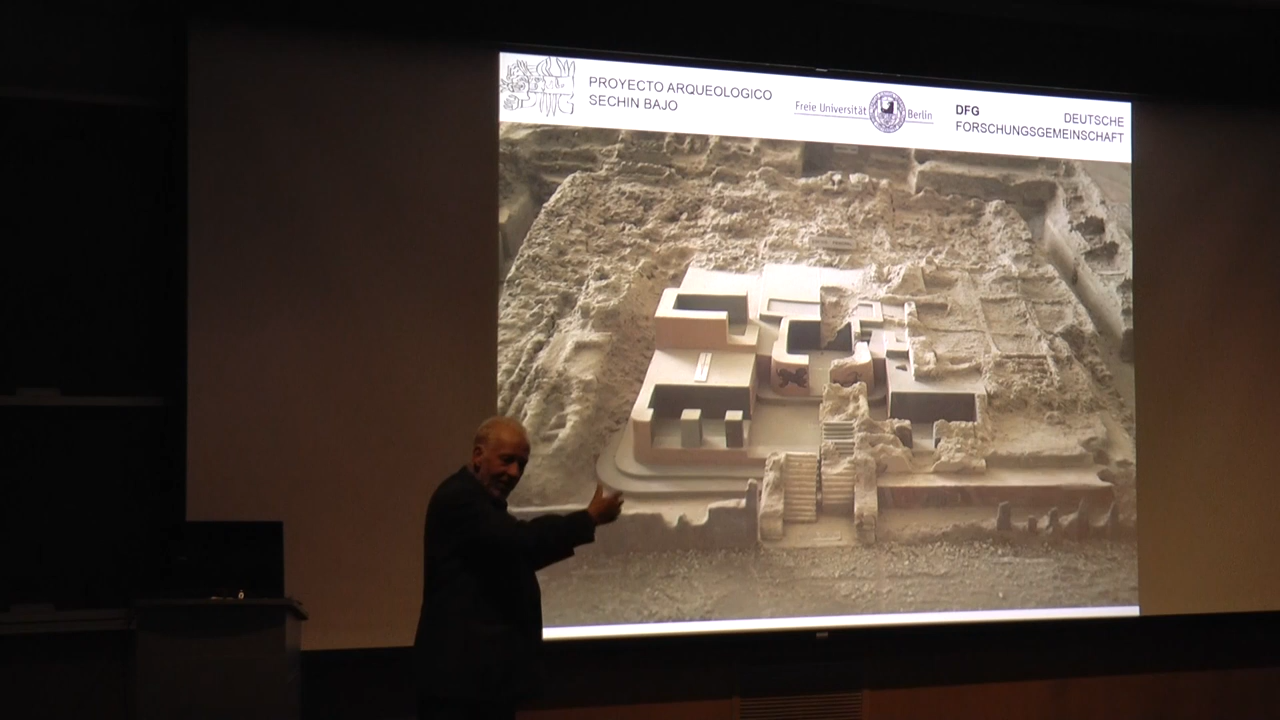 PROYECTO ARQUEOLOGICO
SECHIN BAJO
Freie Universität Berlin
DFG DEUTSCHE
FORSCHUNGSGEMEINSCHAFT